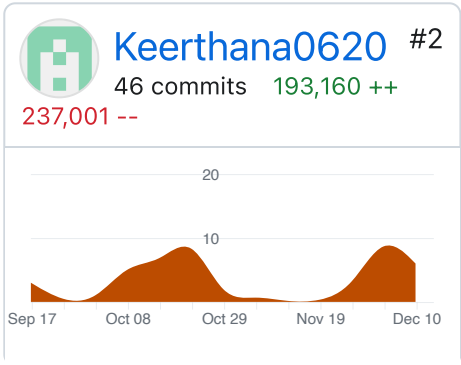 Keerthana0620 #2
46 commits 193,160 ++
237,001 --
20
10
Sep 17 Oct 08 Oct 29 Nov 19 Dec 10